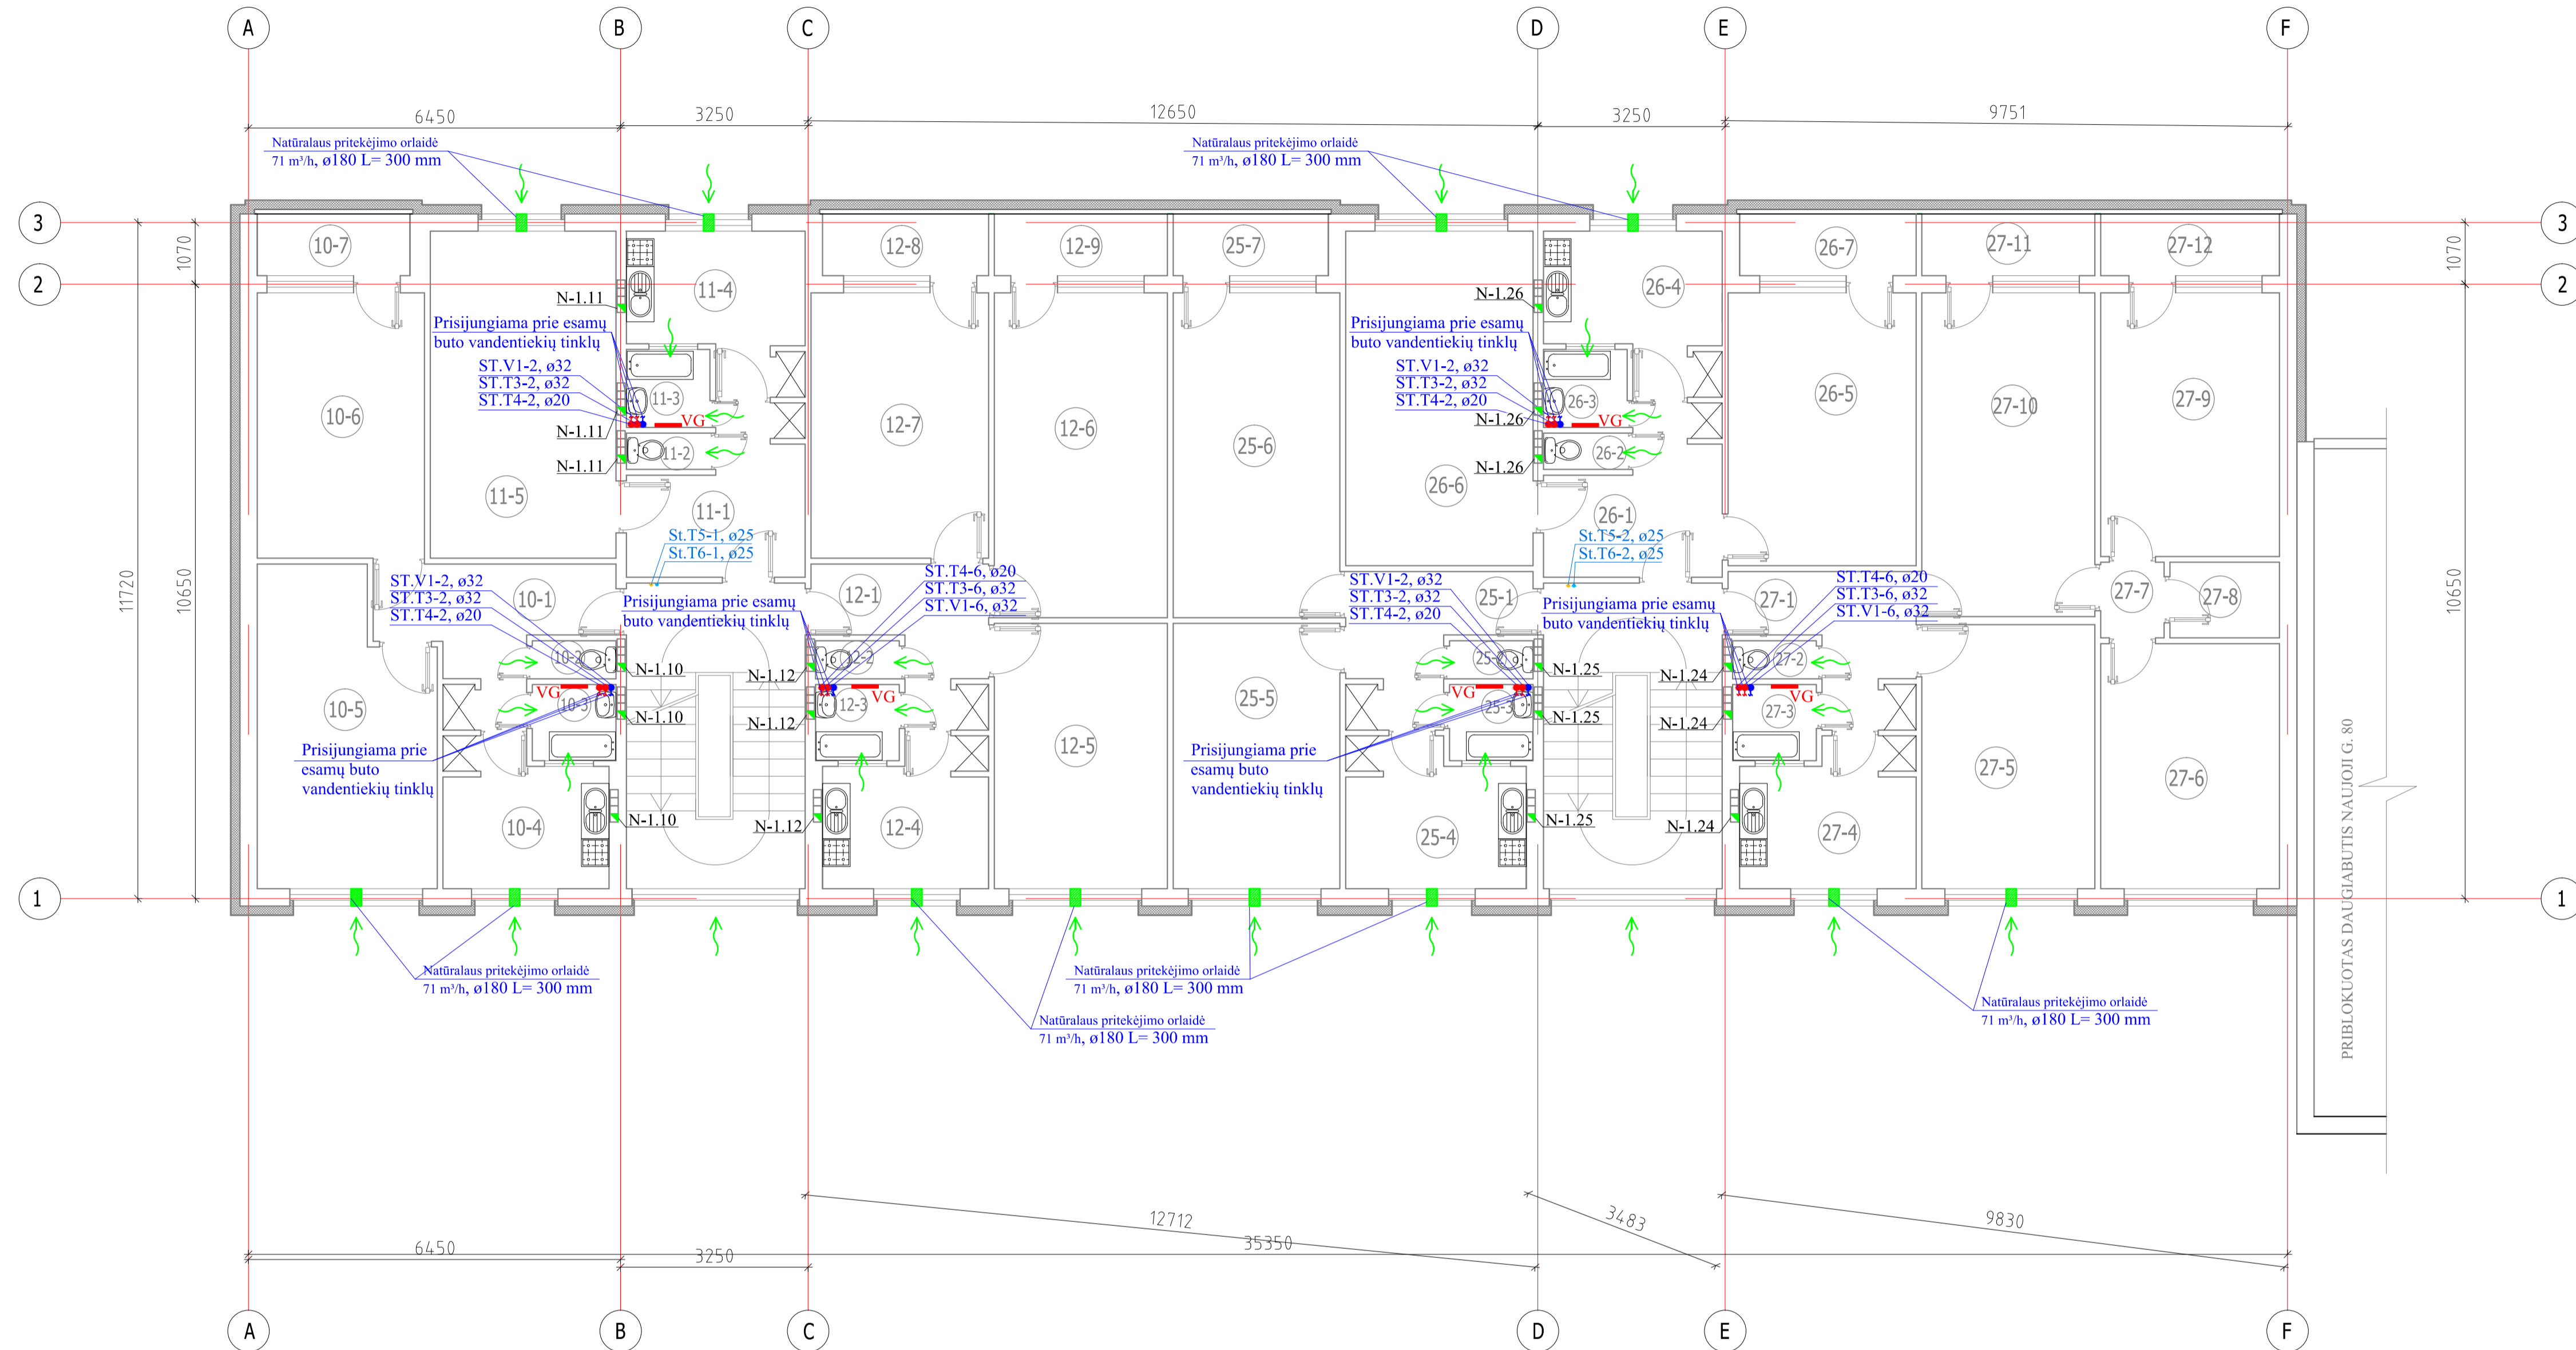 A
B
C
D
E
F
6450
3250
12650
3250
9751
Natūralaus pritekėjimo orlaidė
71 m³/h, ø180 L= 300 mm
Natūralaus pritekėjimo orlaidė
71 m³/h, ø180 L= 300 mm
3
3
2
2
1070
10650
11720
1070
10650
10-7
12-8
12-9
25-7
26-7
27-11
27-12
11-4
26-4
N-1.11
N-1.26
Prisijungiama prie esamų
buto vandentiekių tinklų
ST.V1-2, ø32
ST.T3-2, ø32
ST.T4-2, ø20
Prisijungiama prie esamų
buto vandentiekių tinklų
ST.V1-2, ø32
ST.T3-2, ø32
ST.T4-2, ø20
11-3
26-3
26-5
27-10
27-9
10-6
12-7
12-6
25-6
VG
VG
N-1.11
N-1.26
11-2
26-2
N-1.11
N-1.26
11-5
26-6
11-1
26-1
St.T5-1, ø25
St.T6-1, ø25
St.T5-2, ø25
St.T6-2, ø25
ST.V1-2, ø32
ST.T3-2, ø32
ST.T4-2, ø20
10-1
Prisijungiama prie esamų
buto vandentiekių tinklų
12-1
ST.T4-6, ø20
ST.T3-6, ø32
ST.V1-6, ø32
ST.V1-2, ø32
ST.T3-2, ø32
ST.T4-2, ø20
25-1
Prisijungiama prie esamų
buto vandentiekių tinklų
27-1
ST.T4-6, ø20
ST.T3-6, ø32
ST.V1-6, ø32
27-7
27-8
10-2
N-1.10
N-1.12
12-2
25-2
N-1.25
N-1.24
27-2
VG
VG
VG
VG
10-5
10-3
N-1.10
N-1.12
12-3
25-5
25-3
N-1.25
N-1.24
27-3
Prisijungiama prie
esamų buto
vandentiekių tinklų
12-5
Prisijungiama prie
esamų buto
vandentiekių tinklų
27-5
27-6
10-4
N-1.10
N-1.12
12-4
25-4
N-1.25
N-1.24
27-4
PRIBLOKUOTAS DAUGIABUTIS NAUJOJI G. 80
1
1
Natūralaus pritekėjimo orlaidė
71 m³/h, ø180 L= 300 mm
Natūralaus pritekėjimo orlaidė
71 m³/h, ø180 L= 300 mm
Natūralaus pritekėjimo orlaidė
71 m³/h, ø180 L= 300 mm
Natūralaus pritekėjimo orlaidė
71 m³/h, ø180 L= 300 mm
12712
3483
9830
6450
3250
35350
A
B
C
D
E
F